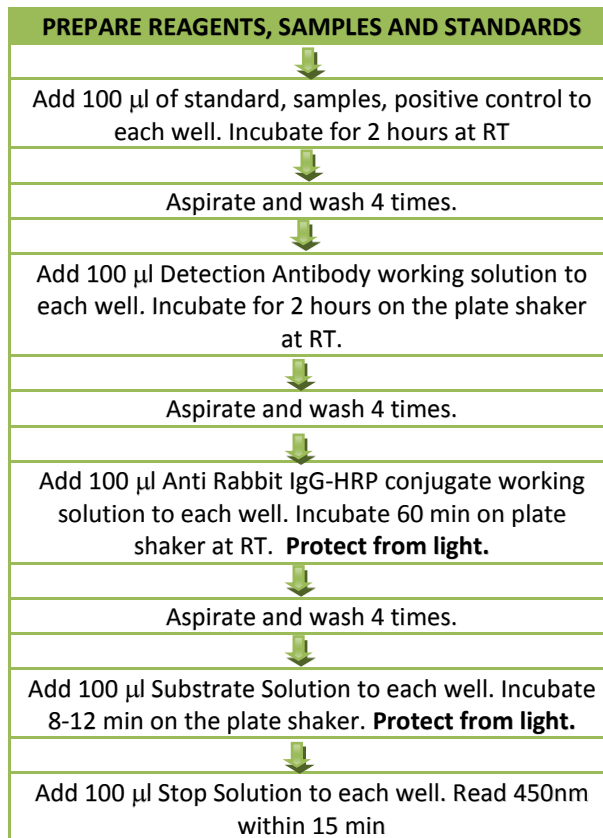 PREPARE REAGENTS, SAMPLES AND STANDARDS
Add 100 µl of standard, samples, positive control to
each well. Incubate for 2 hours at RT
Aspirate and wash 4 times.
Add 100 µl Detection Antibody working solution to
each well. Incubate for 2 hours on the plate shaker
at RT.
Aspirate and wash 4 times.
Add 100 µl Anti Rabbit IgG-HRP conjugate working
solution to each well. Incubate 60 min on plate
shaker at RT. Protect from light.
Aspirate and wash 4 times.
Add 100 µl Substrate Solution to each well. Incubate
8-12 min on the plate shaker. Protect from light.
Add 100 µl Stop Solution to each well. Read 450nm
within 15 min